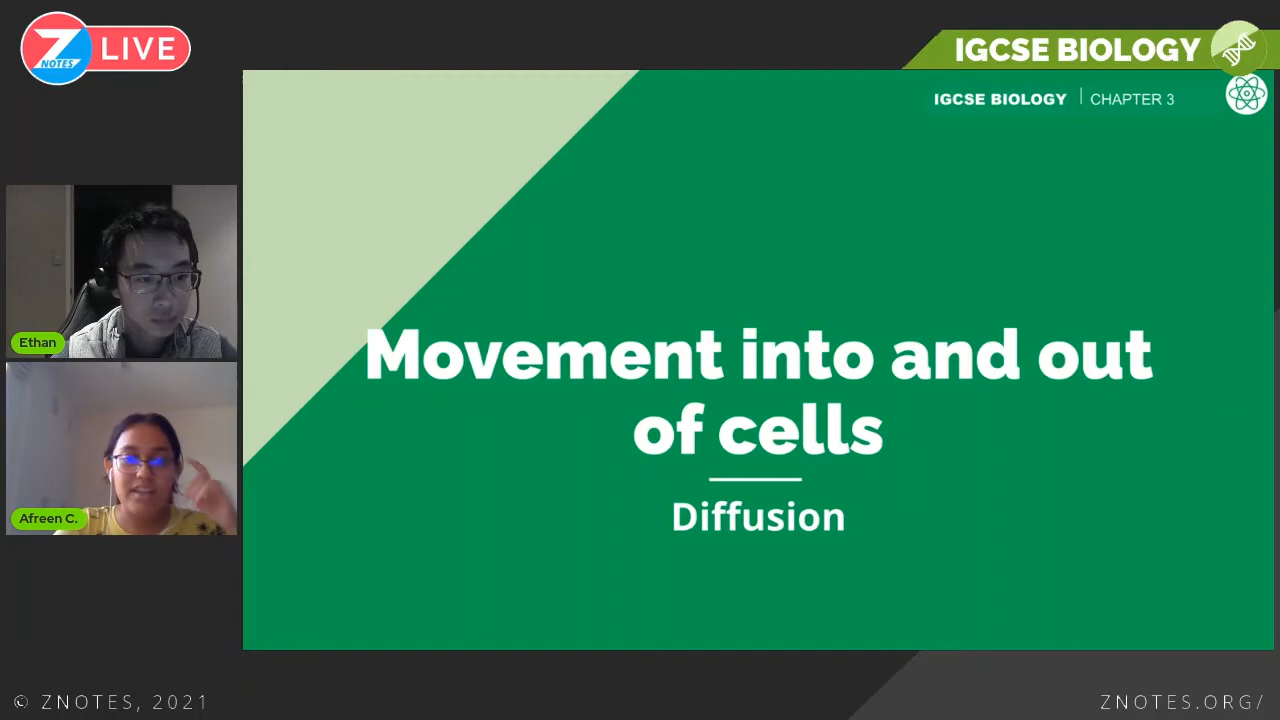 Z NOTES LIVE
IGCSE BIOLOGY
IGCSE BIOLOGY | CHAPTER 3
Ethan
Afreen C.
Movement into and out
of cells
Diffusion
© ZNOTES, 2021
ZNOTES.ORG/